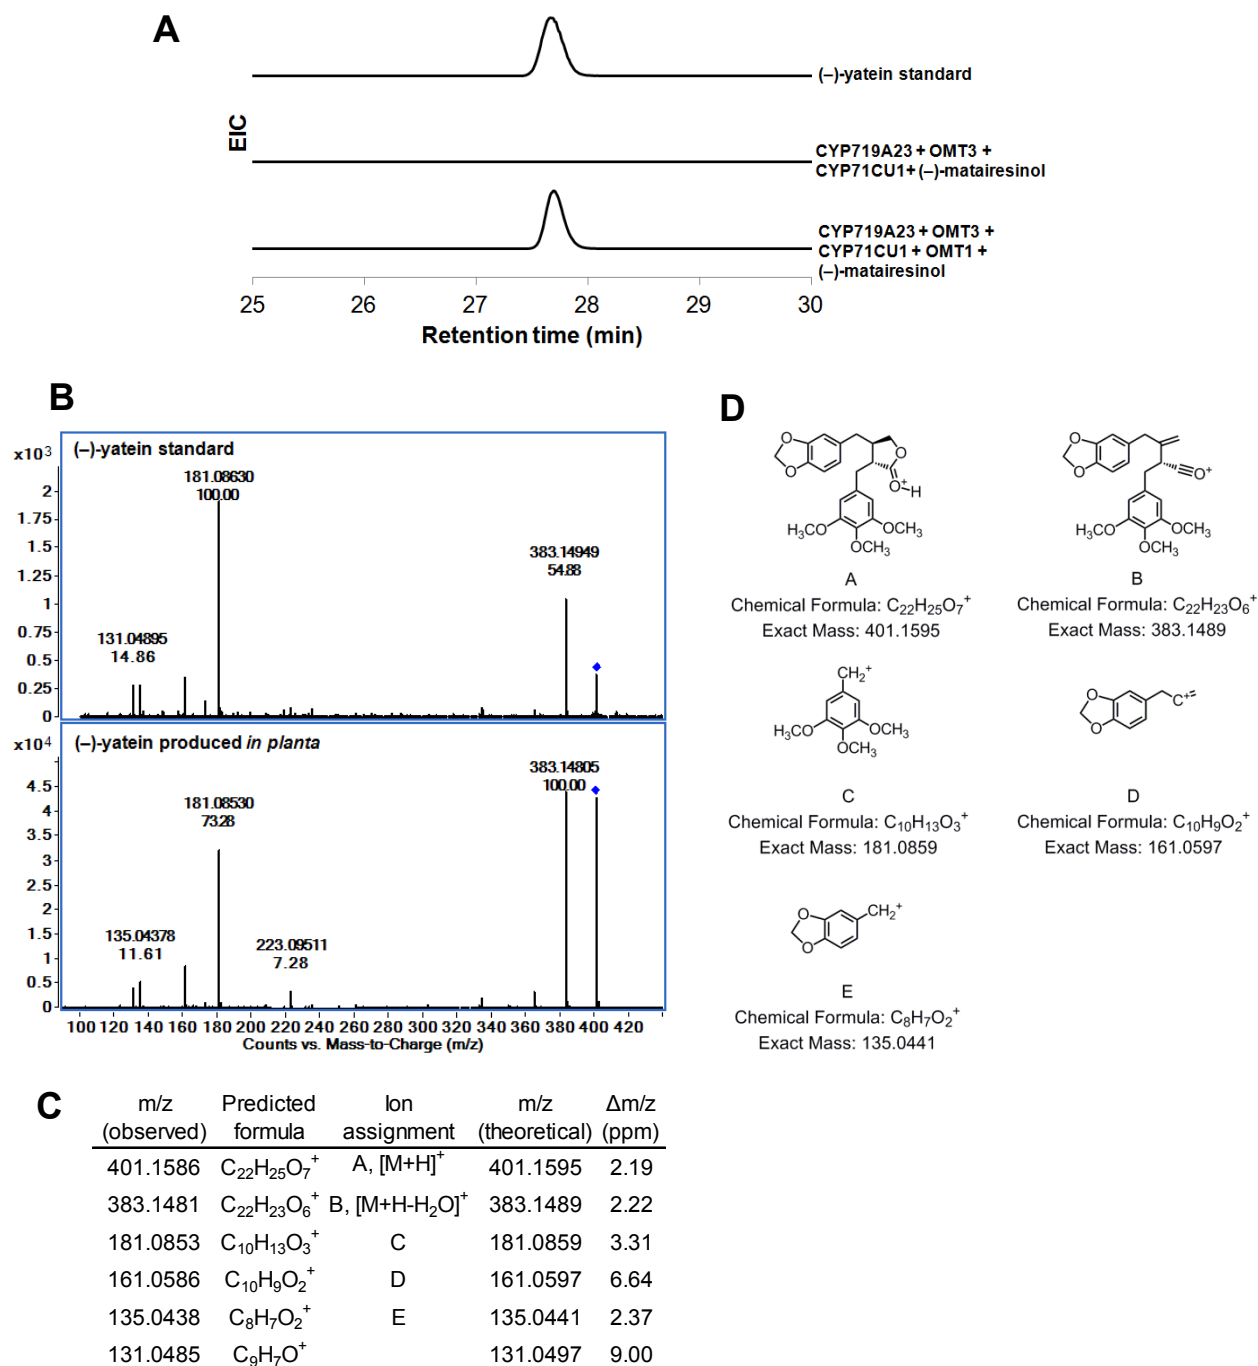 A
EIC
(–)-yatein standard
CYP719A23 + OMT3 +
CYP71CU1+ (–)-matairesinol
CYP719A23 + OMT3 +
CYP71CU1 + OMT1 +
(–)-matairesinol
25 26 27 28 29 30
Retention time (min)
B
x10³
(–)-yatein standard
2
1.75
1.5
1.25
1
0.75
0.5
0.25
0
181.08630
100.00
383.14949
54.88
131.04895
14.86
x10⁴
(–)-yatein produced in planta
4.5
4
3.5
3
2.5
2
1.5
1
0.5
0
383.14805
100.00
181.08530
73.28
135.04378
11.61
223.09511
7.28
100 120 140 160 180 200 220 240 260 280 300 320 340 360 380 400 420
Counts vs. Mass-to-Charge (m/z)
D
O
O
O
O⁺
H
H₃CO
OCH₃
OCH₃
A
Chemical Formula: C₂₂H₂₅O₇⁺
Exact Mass: 401.1595
O
O
O⁺
H₃CO
OCH₃
OCH₃
B
Chemical Formula: C₂₂H₂₃O₆⁺
Exact Mass: 383.1489
CH₂⁺
H₃CO
OCH₃
OCH₃
C
Chemical Formula: C₁₀H₁₃O₃⁺
Exact Mass: 181.0859
O
O
C⁺
D
Chemical Formula: C₁₀H₉O₂⁺
Exact Mass: 161.0597
O
O
CH₂⁺
E
Chemical Formula: C₈H₇O₂⁺
Exact Mass: 135.0441
C
m/z Predicted Ion m/z Δm/z
(observed) formula assignment (theoretical) (ppm)
401.1586 C₂₂H₂₅O₇⁺ A, [M+H]⁺ 401.1595 2.19
383.1481 C₂₂H₂₃O₆⁺ B, [M+H-H₂O]⁺ 383.1489 2.22
181.0853 C₁₀H₁₃O₃⁺ C 181.0859 3.31
161.0586 C₁₀H₉O₂⁺ D 161.0597 6.64
135.0438 C₈H₇O₂⁺ E 135.0441 2.37
131.0485 C₉H₇O⁺ 131.0497 9.00